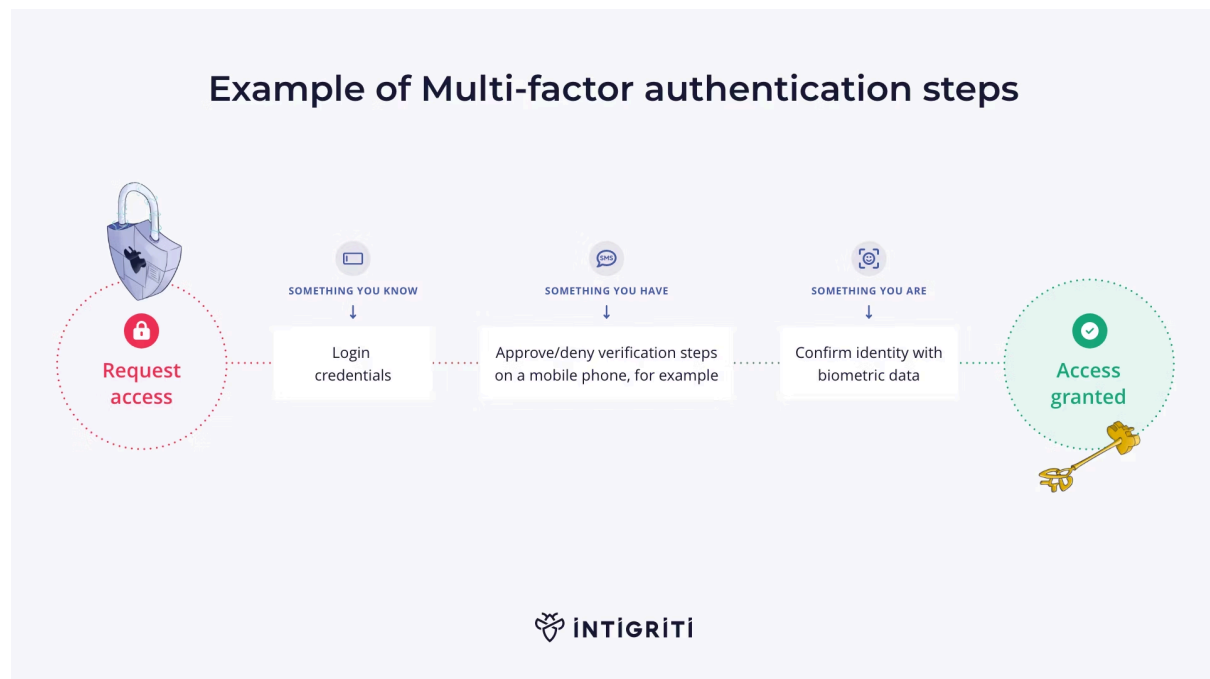 Example of Multi-factor authentication steps
SOMETHING YOU KNOW
SMS
SOMETHING YOU HAVE
SOMETHING YOU ARE
Request
access
Login
credentials
Approve/deny verification steps
on a mobile phone, for example
Confirm identity with
biometric data
Access
granted
INTIGRITI